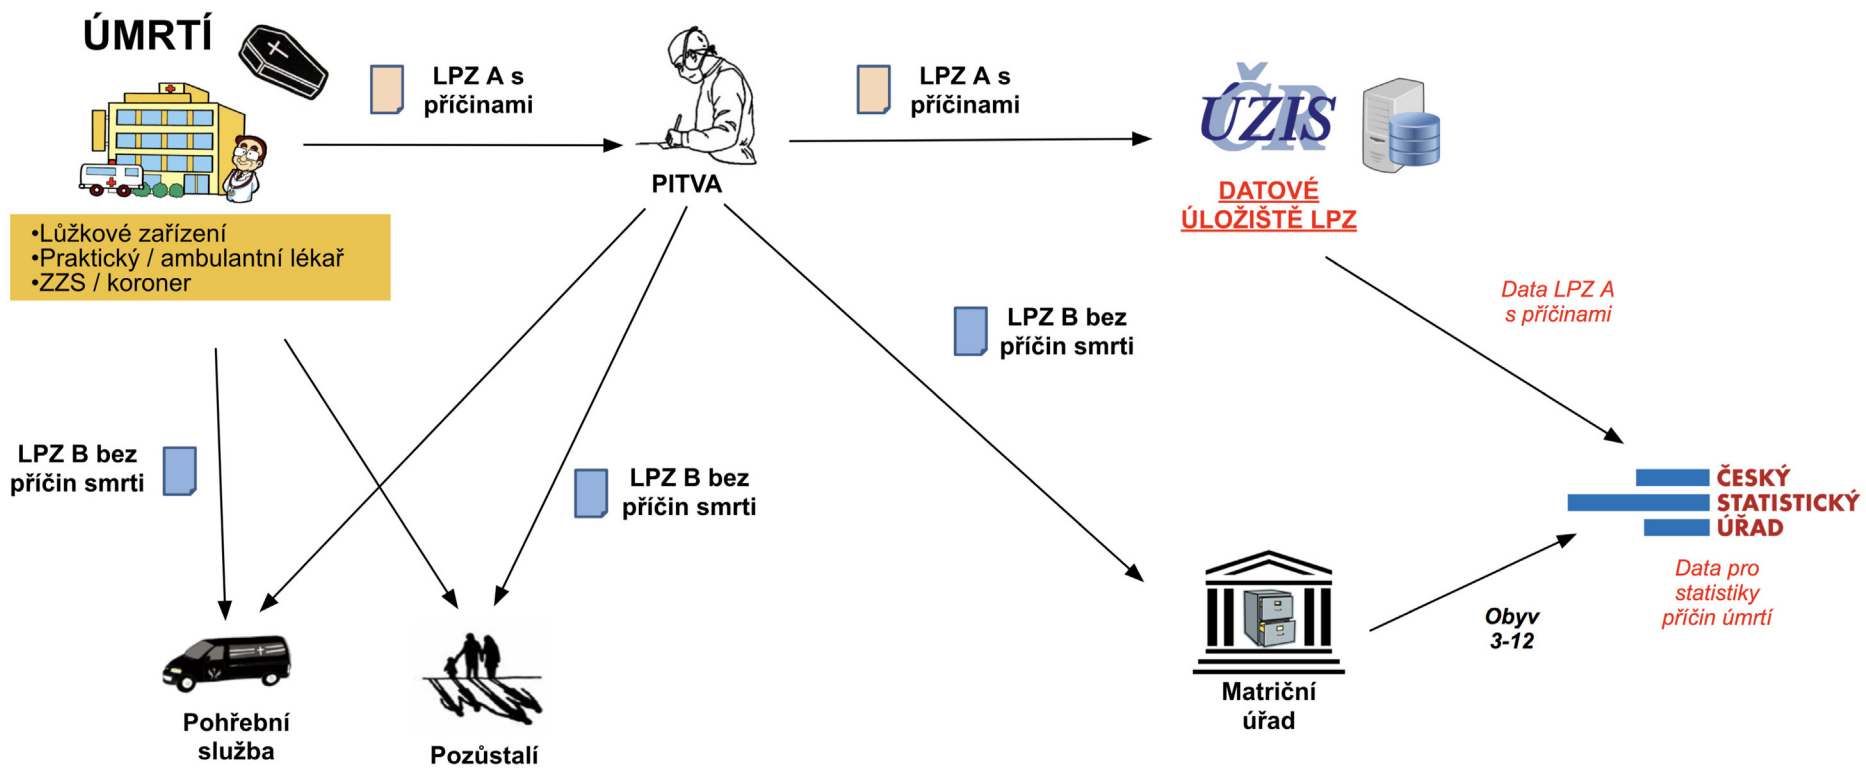 ÚMRTÍ
LPZ A s
příčinami
LPZ A s
příčinami
ÚZIS
ČR
PITVA
DATOVÉ
ÚLOŽIŠTĚ LPZ
•Lůžkové zařízení
•Praktický / ambulantní lékař
•ZZS / koroner
Data LPZ A
s příčinami
LPZ B bez
příčin smrti
LPZ B bez
příčin smrti
LPZ B bez
příčin smrti
ČESKÝ
STATISTICKÝ
ÚŘAD
Data pro
statistiky
příčin úmrtí
Obyv
3-12
Matriční
úřad
Pohřební
služba
Pozůstalí